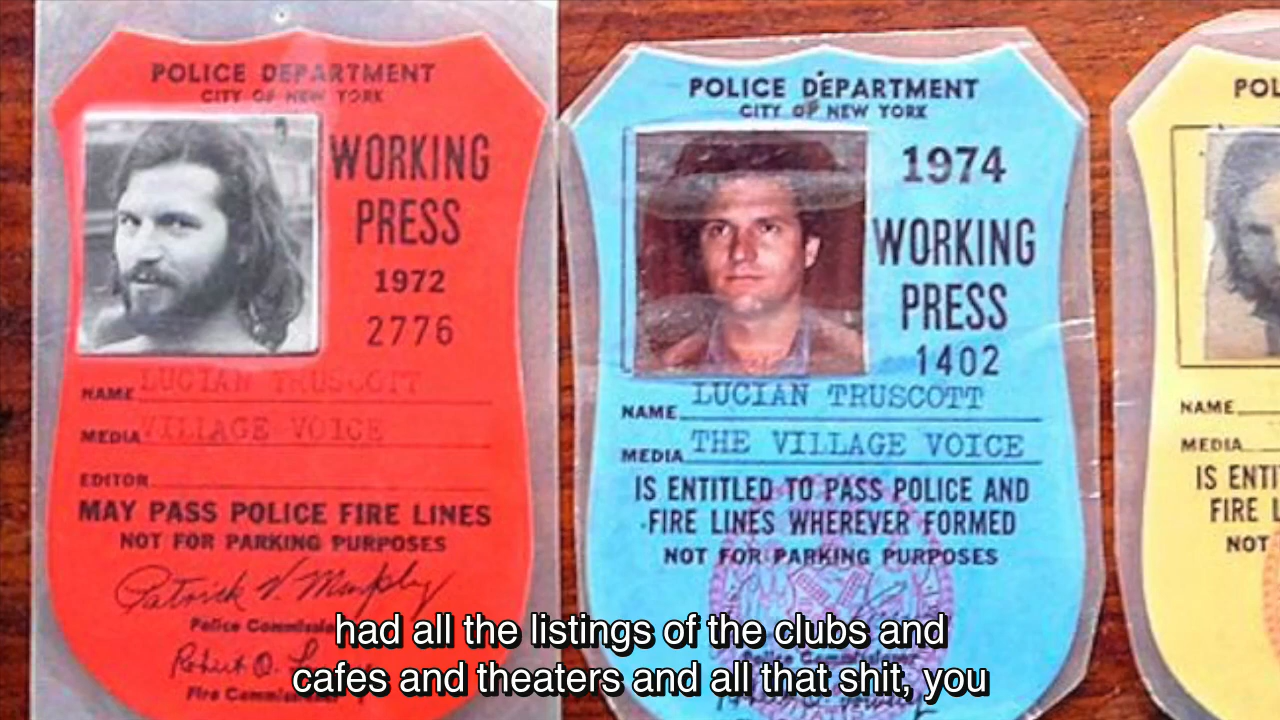 POLICE DEPARTMENT
CITY OF NEW YORK
WORKING
PRESS
1972
2776
NAME LUCIAN TRUSCOTT
MEDIA VILLAGE VOICE
EDITOR
MAY PASS POLICE FIRE LINES
NOT FOR PARKING PURPOSES
Patrick V. Murphy
Police
Robert O.
Fire
POLICE DEPARTMENT
CITY OF NEW YORK
1974
WORKING
PRESS
1402
NAME LUCIAN TRUSCOTT
MEDIA THE VILLAGE VOICE
IS ENTITLED TO PASS POLICE AND
FIRE LINES WHEREVER FORMED
NOT FOR PARKING PURPOSES
POL
NAME
MEDIA
IS ENTI
FIRE L
NOT
had all the listings of the clubs and
cafes and theaters and all that shit, you